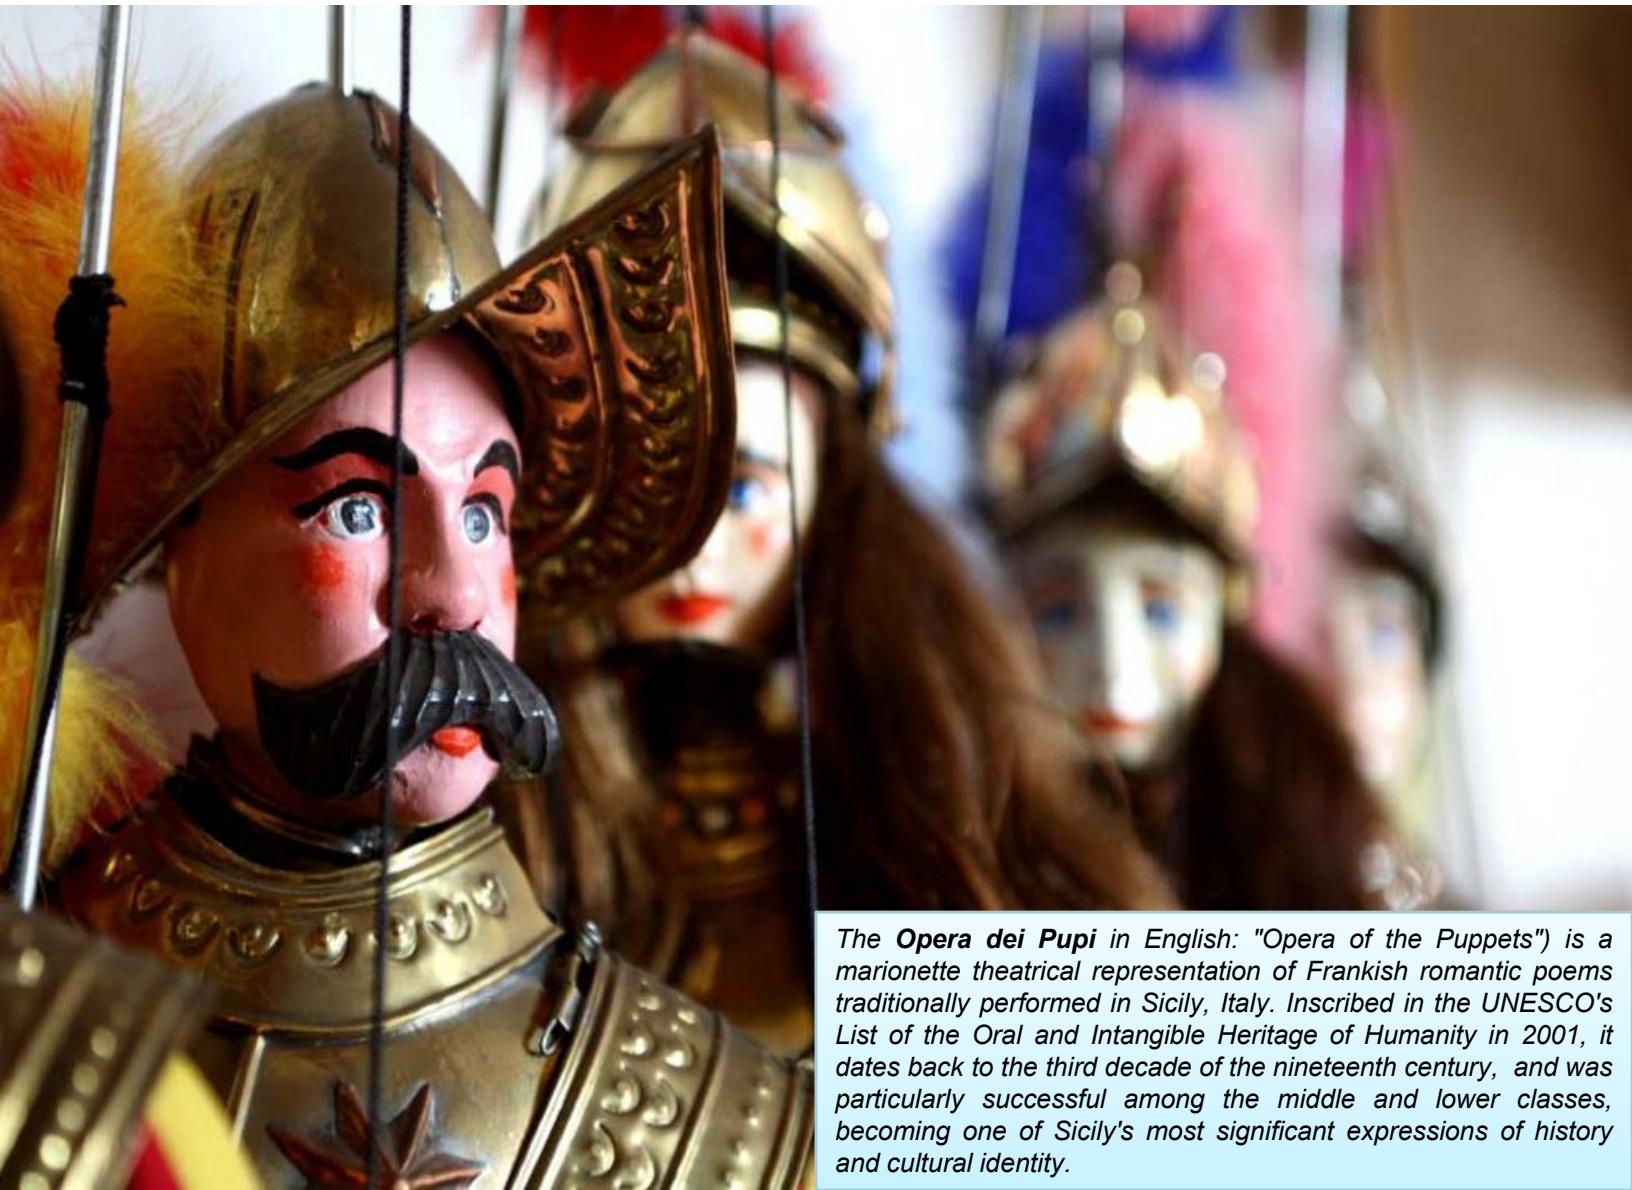 The Opera dei Pupi in English: "Opera of the Puppets") is a
marionette theatrical representation of Frankish romantic poems
traditionally performed in Sicily, Italy. Inscribed in the UNESCO's
List of the Oral and Intangible Heritage of Humanity in 2001, it
dates back to the third decade of the nineteenth century, and was
particularly successful among the middle and lower classes,
becoming one of Sicily's most significant expressions of history
and cultural identity.